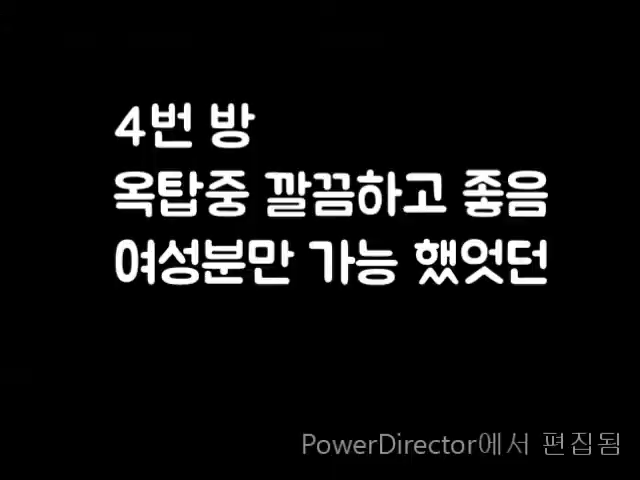 4번 방
옥탑중 깔끔하고 좋음
여성분만 가능 했엇던
PowerDirector에서 편집됨